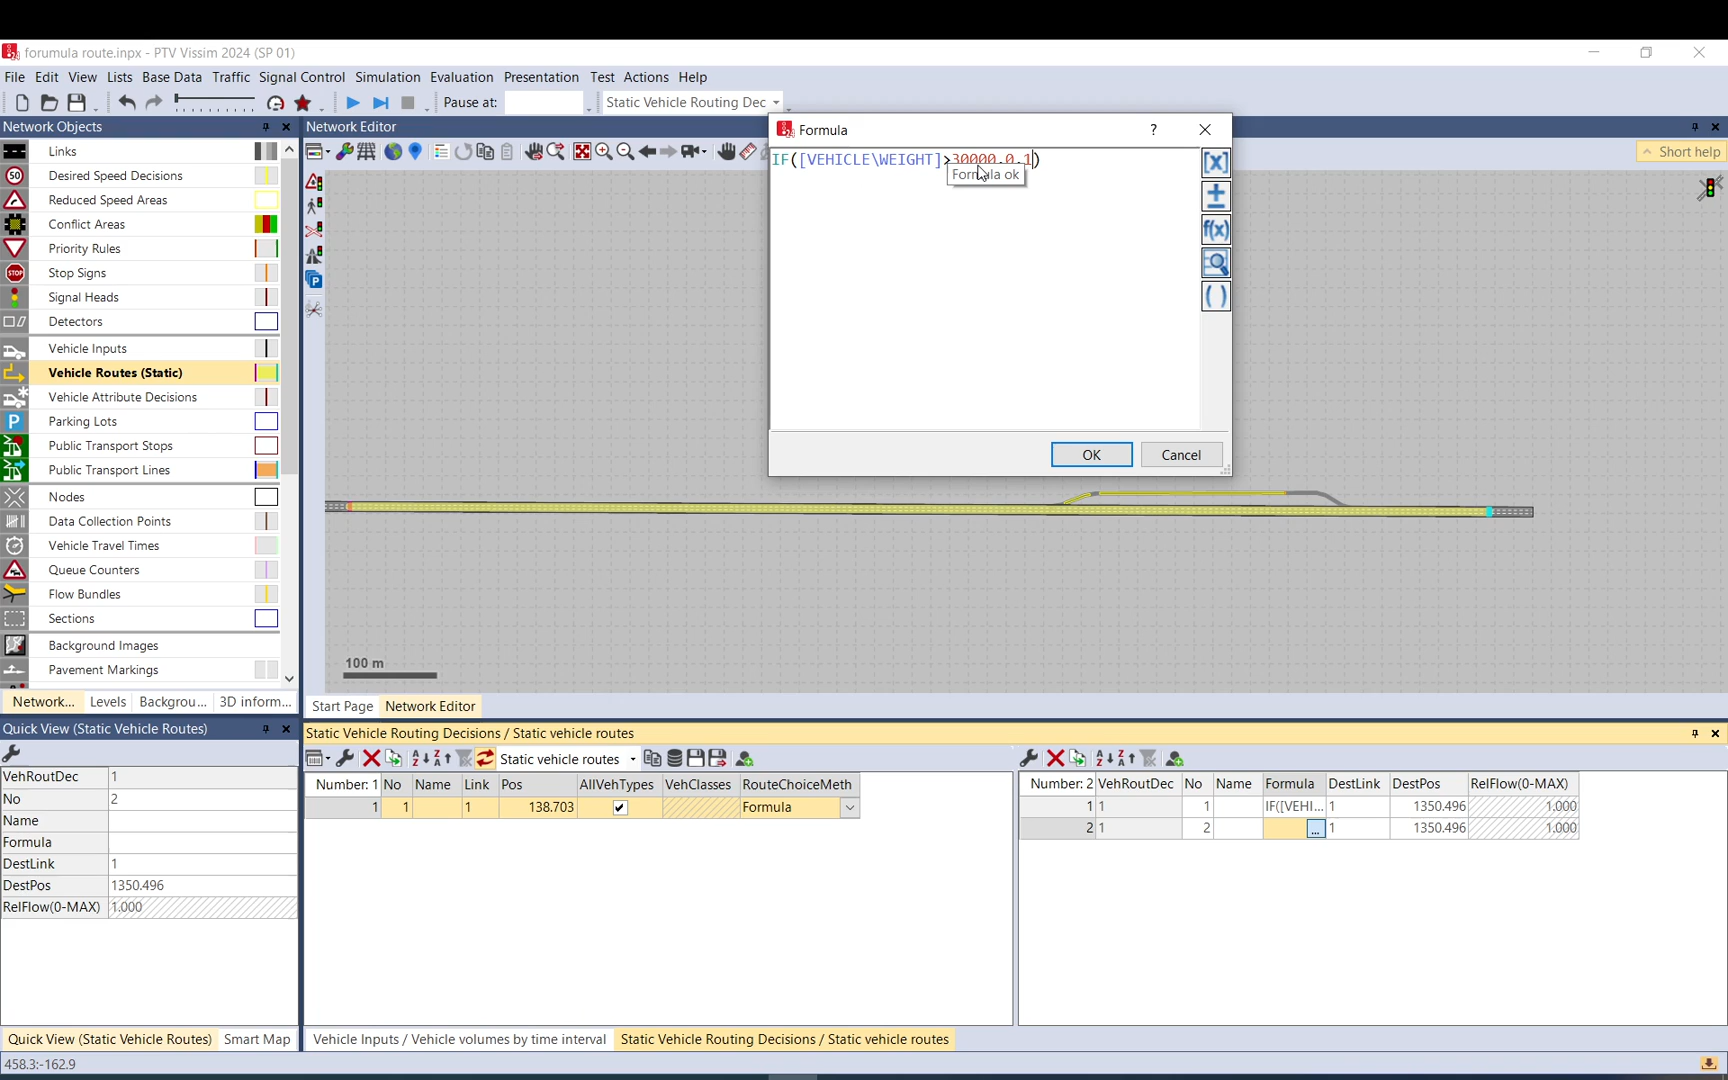 forumula route.inpx - PTV Vissim 2024 (SP 01)
File Edit View Lists Base Data Traffic Signal Control Simulation Evaluation Presentation Test Actions Help
Pause at: Static Vehicle Routing Dec
Network Objects
Network Editor
Formula
?
IF([VEHICLE\WEIGHT]>30000,0,1)
Formula ok
[x]
f(x)
( )
OK Cancel
Short help
Links
50 Desired Speed Decisions
Reduced Speed Areas
Conflict Areas
Priority Rules
STOP Stop Signs
Signal Heads
Detectors
Vehicle Inputs
Vehicle Routes (Static)
Vehicle Attribute Decisions
P Parking Lots
Public Transport Stops
Public Transport Lines
Nodes
Data Collection Points
Vehicle Travel Times
Queue Counters
Flow Bundles
Sections
Background Images
Pavement Markings
100 m
Network... Levels Backgrou... 3D inform...
Start Page Network Editor
Quick View (Static Vehicle Routes)
VehRoutDec 1
No 2
Name
Formula
DestLink 1
DestPos 1350.496
RelFlow(0-MAX) 1.000
Quick View (Static Vehicle Routes) Smart Map
Static Vehicle Routing Decisions / Static vehicle routes
Static vehicle routes
Number: 1 No Name Link Pos AllVehTypes VehClasses RouteChoiceMeth
1 1 1 138.703 Formula
Number: 2 VehRoutDec No Name Formula DestLink DestPos RelFlow(0-MAX)
1 1 1 IF([VEHI... 1 1350.496 1.000
2 1 2 ... 1 1350.496 1.000
Vehicle Inputs / Vehicle volumes by time interval Static Vehicle Routing Decisions / Static vehicle routes
458.3:-162.9